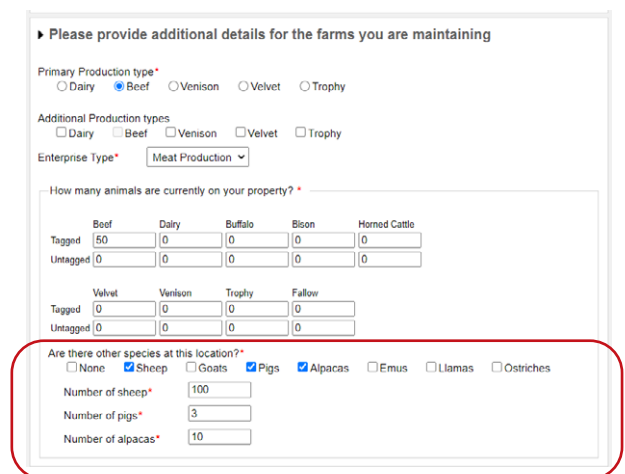 Please provide additional details for the farms you are maintaining
Primary Production type*
Dairy Beef Venison Velvet Trophy
Additional Production types
Dairy Beef Venison Velvet Trophy
Enterprise Type* Meat Production
How many animals are currently on your property? *
Beef Dairy Buffalo Bison Horned Cattle
Tagged 50 0 0 0 0
Untagged 0 0 0 0 0
Velvet Venison Trophy Fallow
Tagged 0 0 0 0
Untagged 0 0 0 0
Are there other species at this location?*
None Sheep Goats Pigs Alpacas Emus Llamas Ostriches
Number of sheep* 100
Number of pigs* 3
Number of alpacas* 10